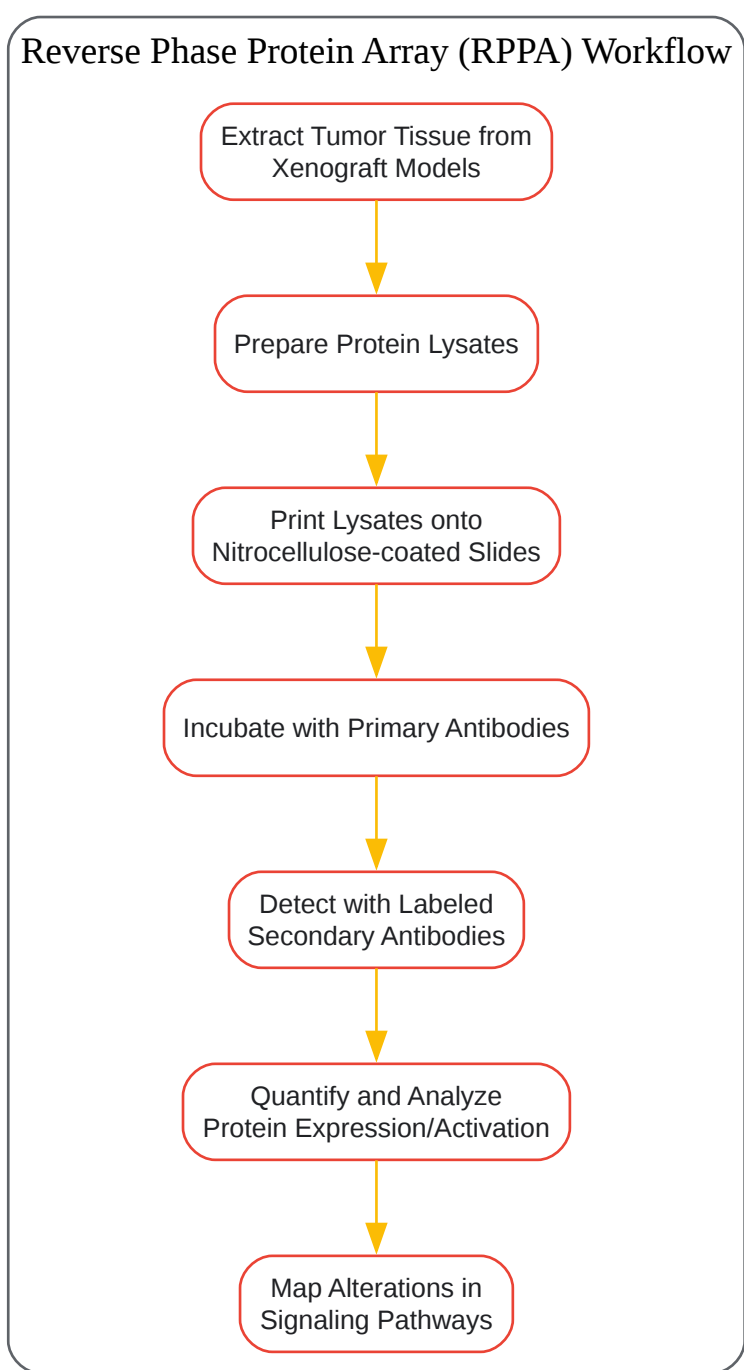 Reverse Phase Protein Array (RPPA) Workflow
Extract Tumor Tissue from
Xenograft Models
Prepare Protein Lysates
Print Lysates onto
Nitrocellulose-coated Slides
Incubate with Primary Antibodies
Detect with Labeled
Secondary Antibodies
Quantify and Analyze
Protein Expression/Activation
Map Alterations in
Signaling Pathways